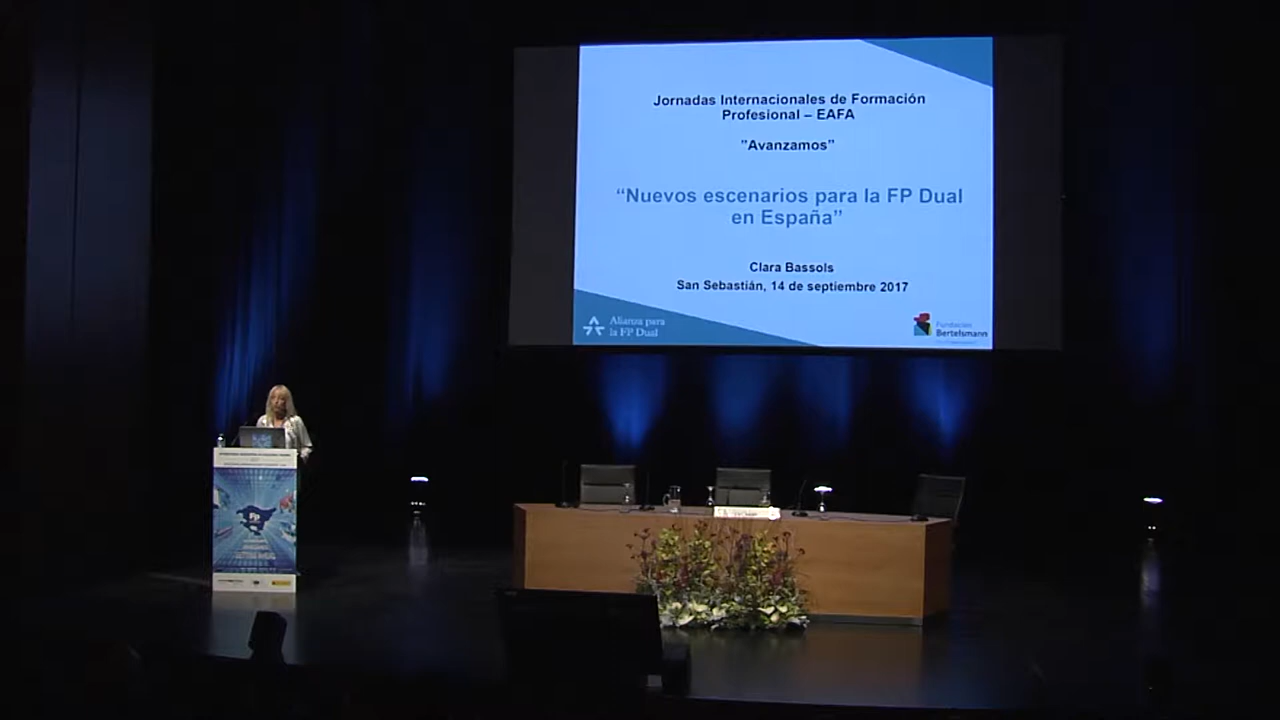 Jornadas Internacionales de Formación
Profesional – EAFA
”Avanzamos”
“Nuevos escenarios para la FP Dual
en España”
Clara Bassols
San Sebastián, 14 de septiembre 2017
Alianza para
la FP Dual
Fundación
Bertelsmann
FP